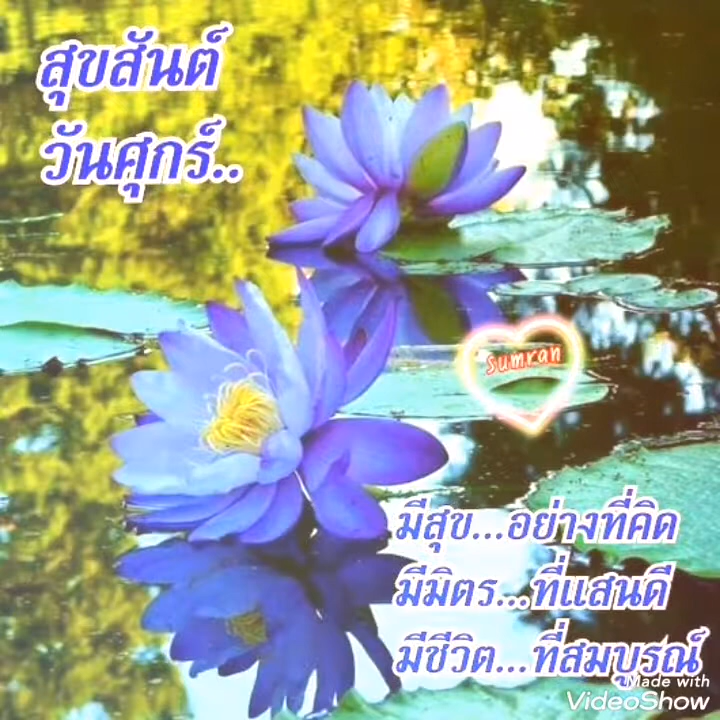 สุขสันต์
วันศุกร์..
sumran
มีสุข...อย่างที่คิด
มีมิตร...ที่แสนดี
มีชีวิต...ที่สมบูรณ์
Made with
VideoShow